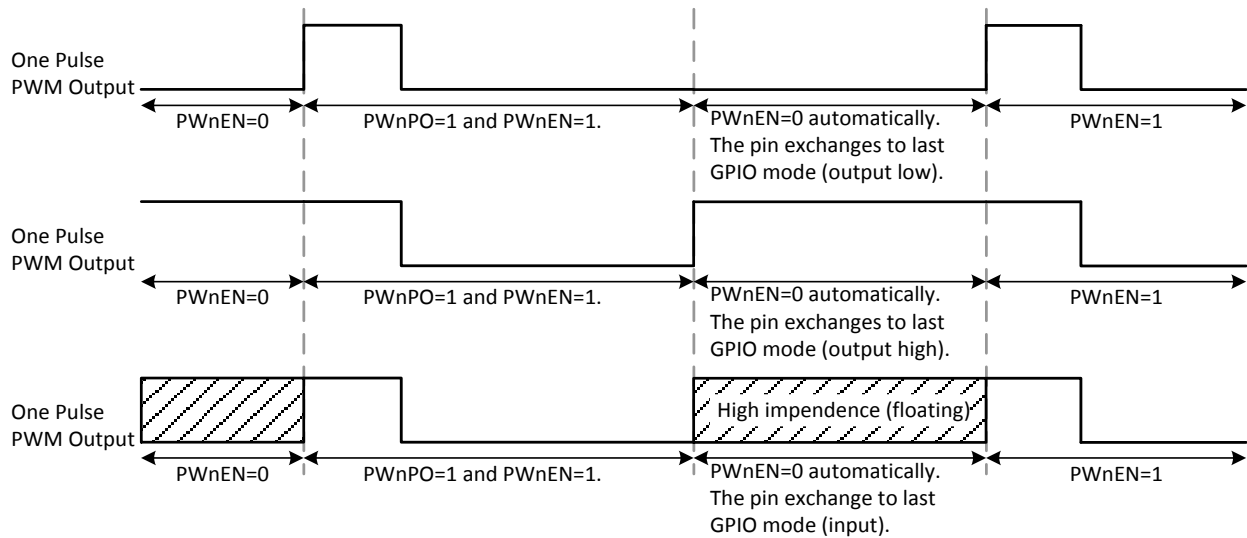 One Pulse
PWM Output
PWnEN=0
PWnPO=1 and PWnEN=1.
PWnEN=0 automatically.
The pin exchanges to last
GPIO mode (output low).
PWnEN=1
One Pulse
PWM Output
PWnEN=0
PWnPO=1 and PWnEN=1.
PWnEN=0 automatically.
The pin exchanges to last
GPIO mode (output high).
PWnEN=1
One Pulse
PWM Output
High impendence (floating)
PWnEN=0
PWnPO=1 and PWnEN=1.
PWnEN=0 automatically.
The pin exchange to last
GPIO mode (input).
PWnEN=1